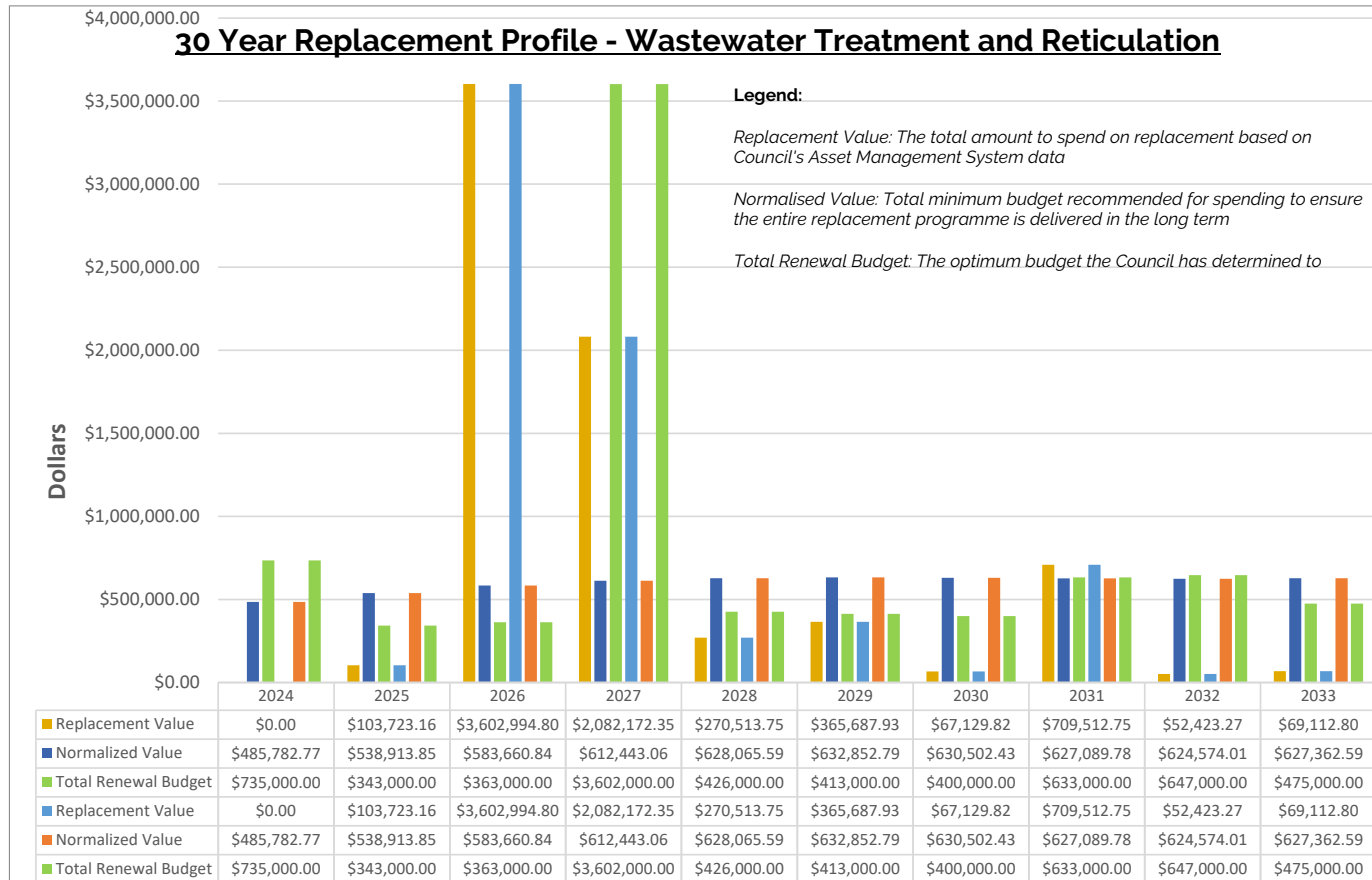 $4,000,000.00
30 Year Replacement Profile - Wastewater Treatment and Reticulation
$3,500,000.00
$3,000,000.00
$2,500,000.00
$2,000,000.00
$1,500,000.00
$1,000,000.00
$500,000.00
$0.00
Dollars
Legend:
Replacement Value: The total amount to spend on replacement based on
Council's Asset Management System data
Normalised Value: Total minimum budget recommended for spending to ensure
the entire replacement programme is delivered in the long term
Total Renewal Budget: The optimum budget the Council has determined to
2024 2025 2026 2027 2028 2029 2030 2031 2032 2033
Replacement Value $0.00 $103,723.16 $3,602,994.80 $2,082,172.35 $270,513.75 $365,687.93 $67,129.82 $709,512.75 $52,423.27 $69,112.80
Normalized Value $485,782.77 $538,913.85 $583,660.84 $612,443.06 $628,065.59 $632,852.79 $630,502.43 $627,089.78 $624,574.01 $627,362.59
Total Renewal Budget $735,000.00 $343,000.00 $363,000.00 $3,602,000.00 $426,000.00 $413,000.00 $400,000.00 $633,000.00 $647,000.00 $475,000.00
Replacement Value $0.00 $103,723.16 $3,602,994.80 $2,082,172.35 $270,513.75 $365,687.93 $67,129.82 $709,512.75 $52,423.27 $69,112.80
Normalized Value $485,782.77 $538,913.85 $583,660.84 $612,443.06 $628,065.59 $632,852.79 $630,502.43 $627,089.78 $624,574.01 $627,362.59
Total Renewal Budget $735,000.00 $343,000.00 $363,000.00 $3,602,000.00 $426,000.00 $413,000.00 $400,000.00 $633,000.00 $647,000.00 $475,000.00